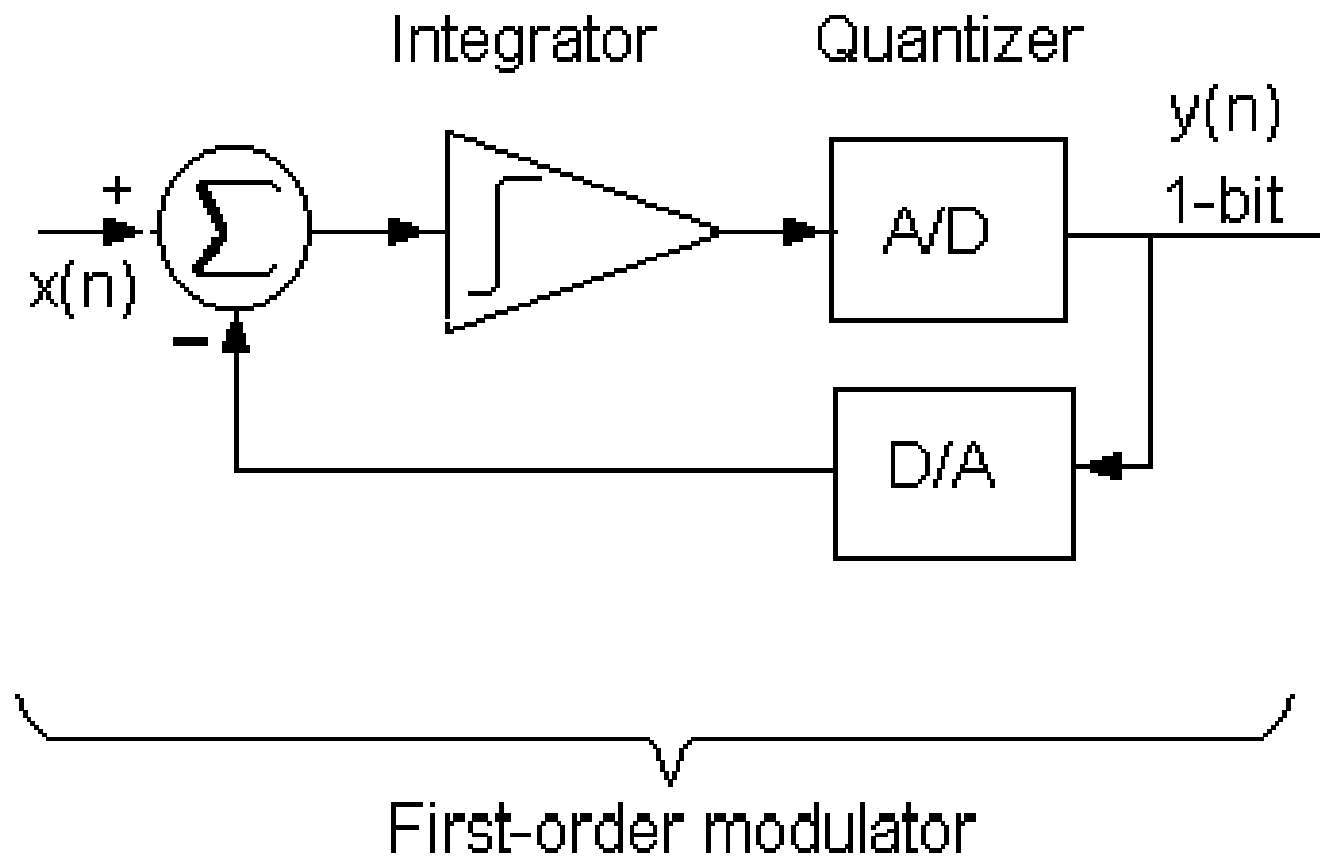 Integrator
Quantizer
y(n)
1-bit
+
Σ
∫
A/D
x(n)
−
D/A
First-order modulator